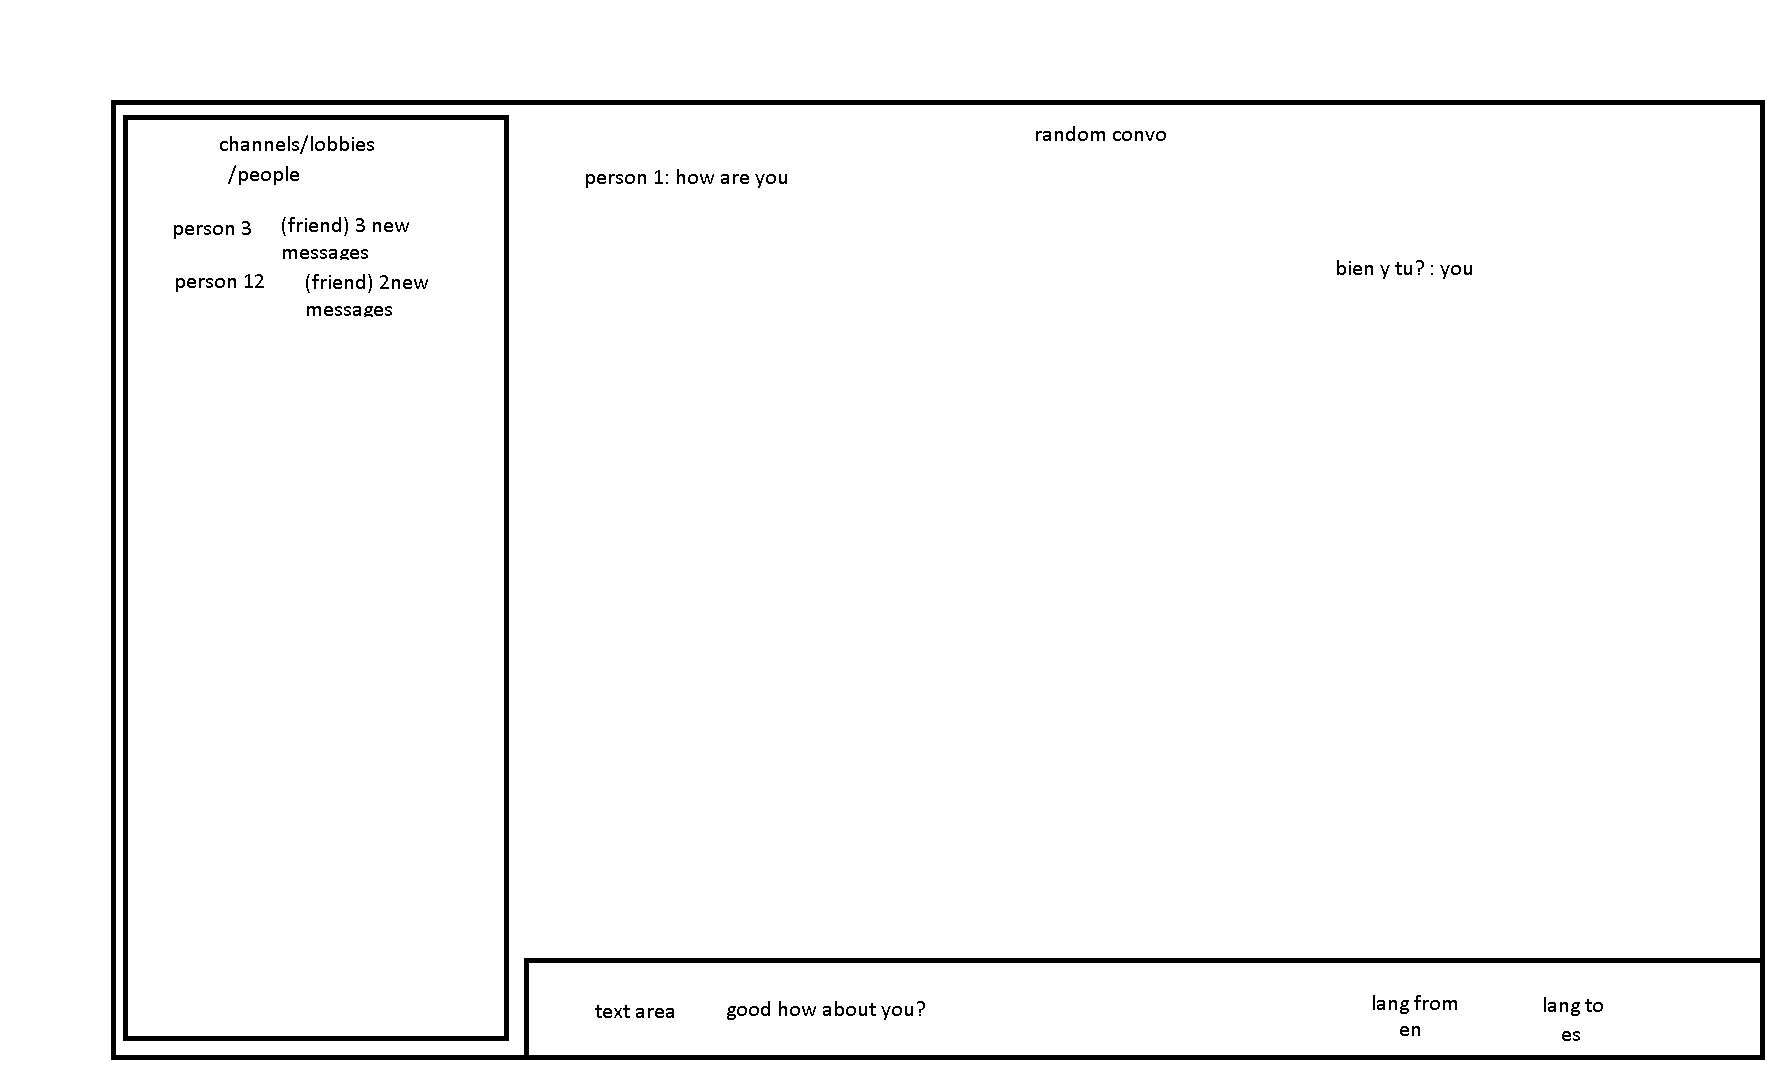 channels/lobbies
/people
person 3 (friend) 3 new
messages
person 12 (friend) 2new
messages
random convo
person 1: how are you
bien y tu? : you
text area good how about you?
lang from
en
lang to
es